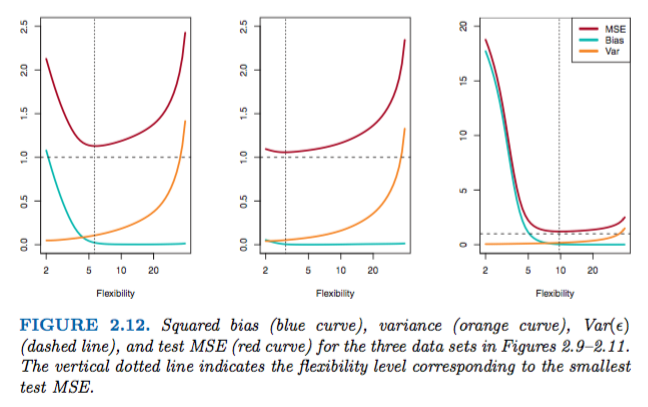 2.5
2.0
1.5
1.0
0.5
0.0
2 5 10 20
Flexibility
2.5
2.0
1.5
1.0
0.5
0.0
2 5 10 20
Flexibility
20
15
10
5
0
2 5 10 20
Flexibility
MSE
Bias
Var
FIGURE 2.12. Squared bias (blue curve), variance (orange curve), Var(ϵ)
(dashed line), and test MSE (red curve) for the three data sets in Figures 2.9–2.11.
The vertical dotted line indicates the flexibility level corresponding to the smallest
test MSE.